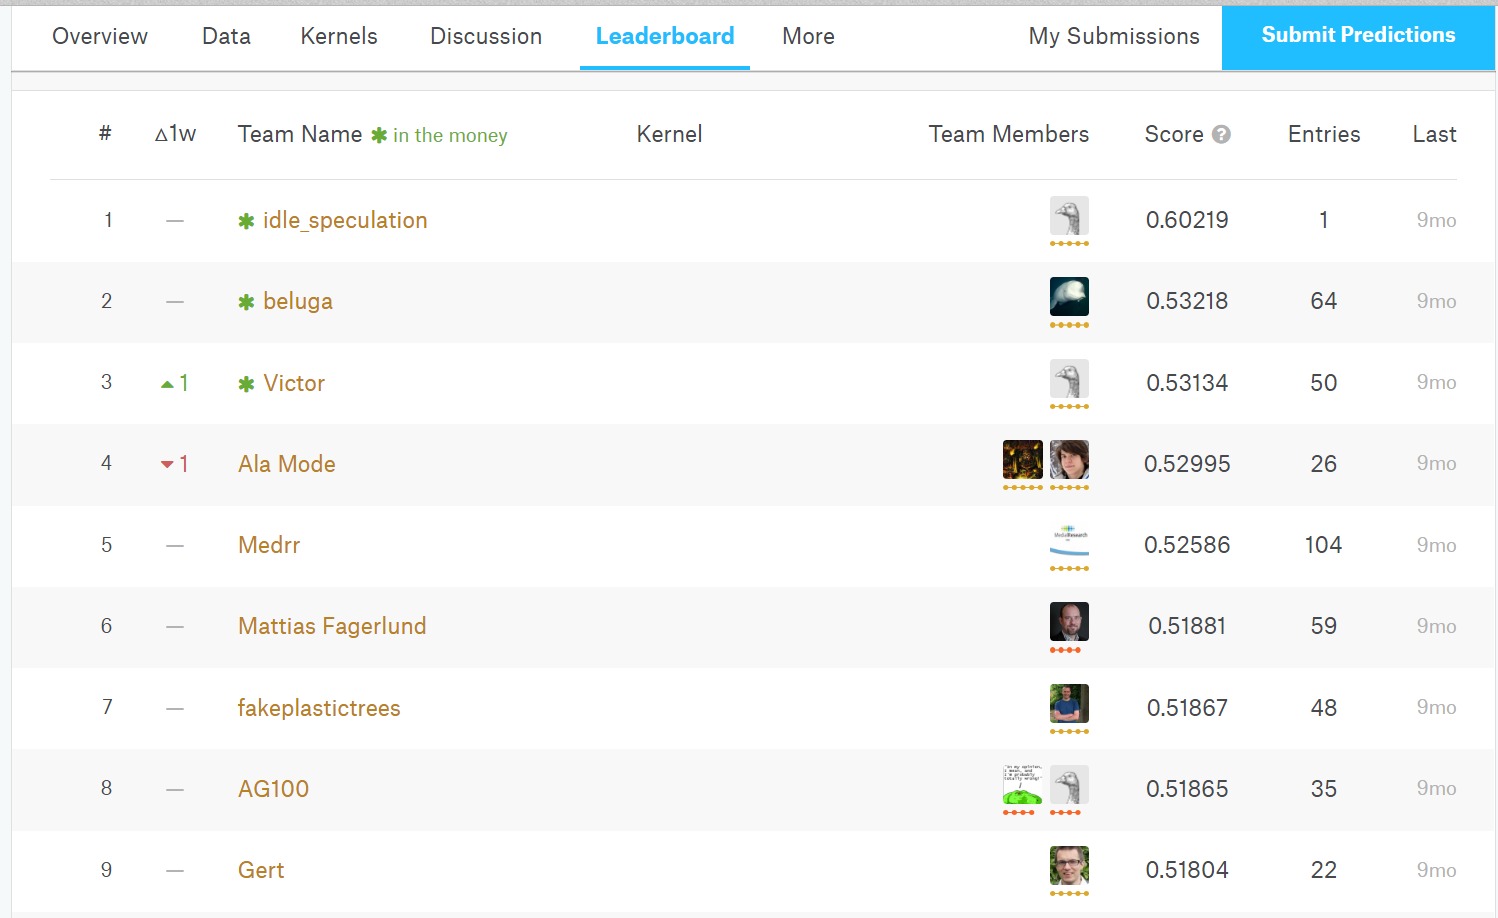 Overview Data Kernels Discussion Leaderboard More My Submissions Submit Predictions
# △1w Team Name ✱ in the money Kernel Team Members Score ? Entries Last
1 — ✱ idle_speculation 0.60219 1 9mo
2 — ✱ beluga 0.53218 64 9mo
3 ▲1 ✱ Victor 0.53134 50 9mo
4 ▼1 Ala Mode 0.52995 26 9mo
5 — Medrr 0.52586 104 9mo
6 — Mattias Fagerlund 0.51881 59 9mo
7 — fakeplastictrees 0.51867 48 9mo
8 — AG100 0.51865 35 9mo
9 — Gert 0.51804 22 9mo